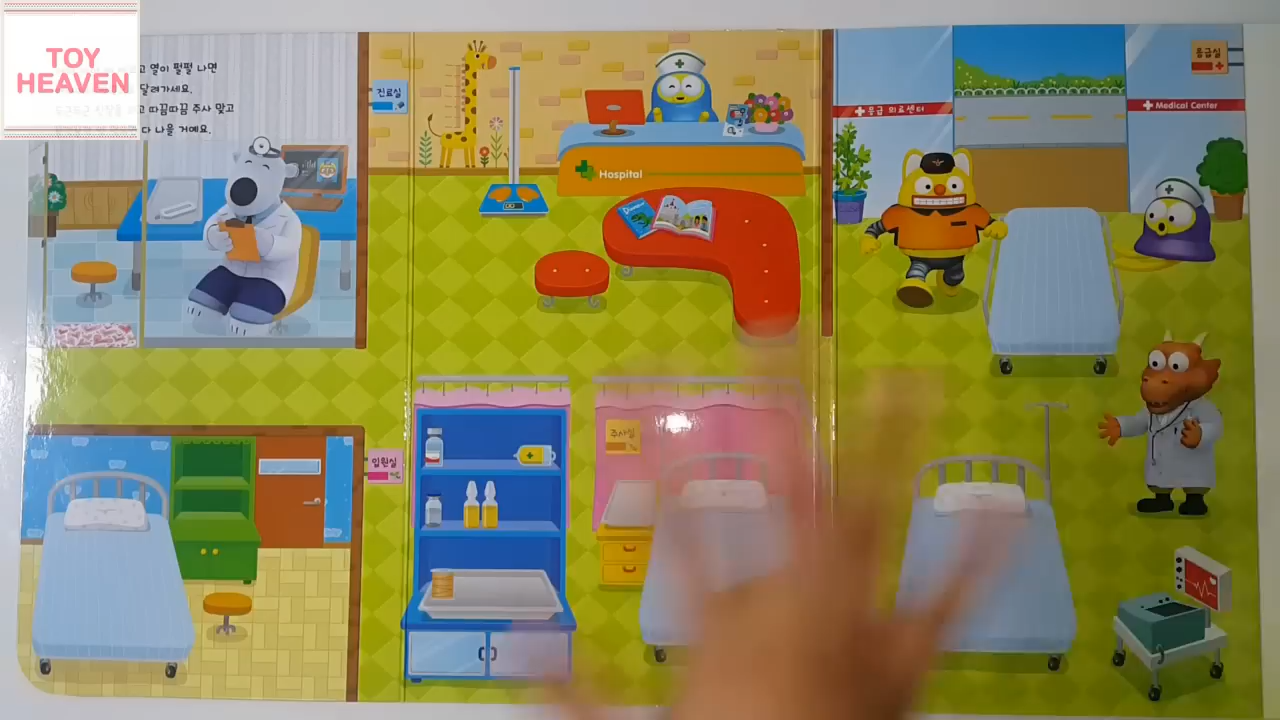 TOY
HEAVEN
고 열이 펄펄 나면
달려가세요.
고 따끔따끔 주사 맞고
다 나을 거예요.
진료실
Hospital
응급 의료센터
Medical Center
응급실
입원실
주사실